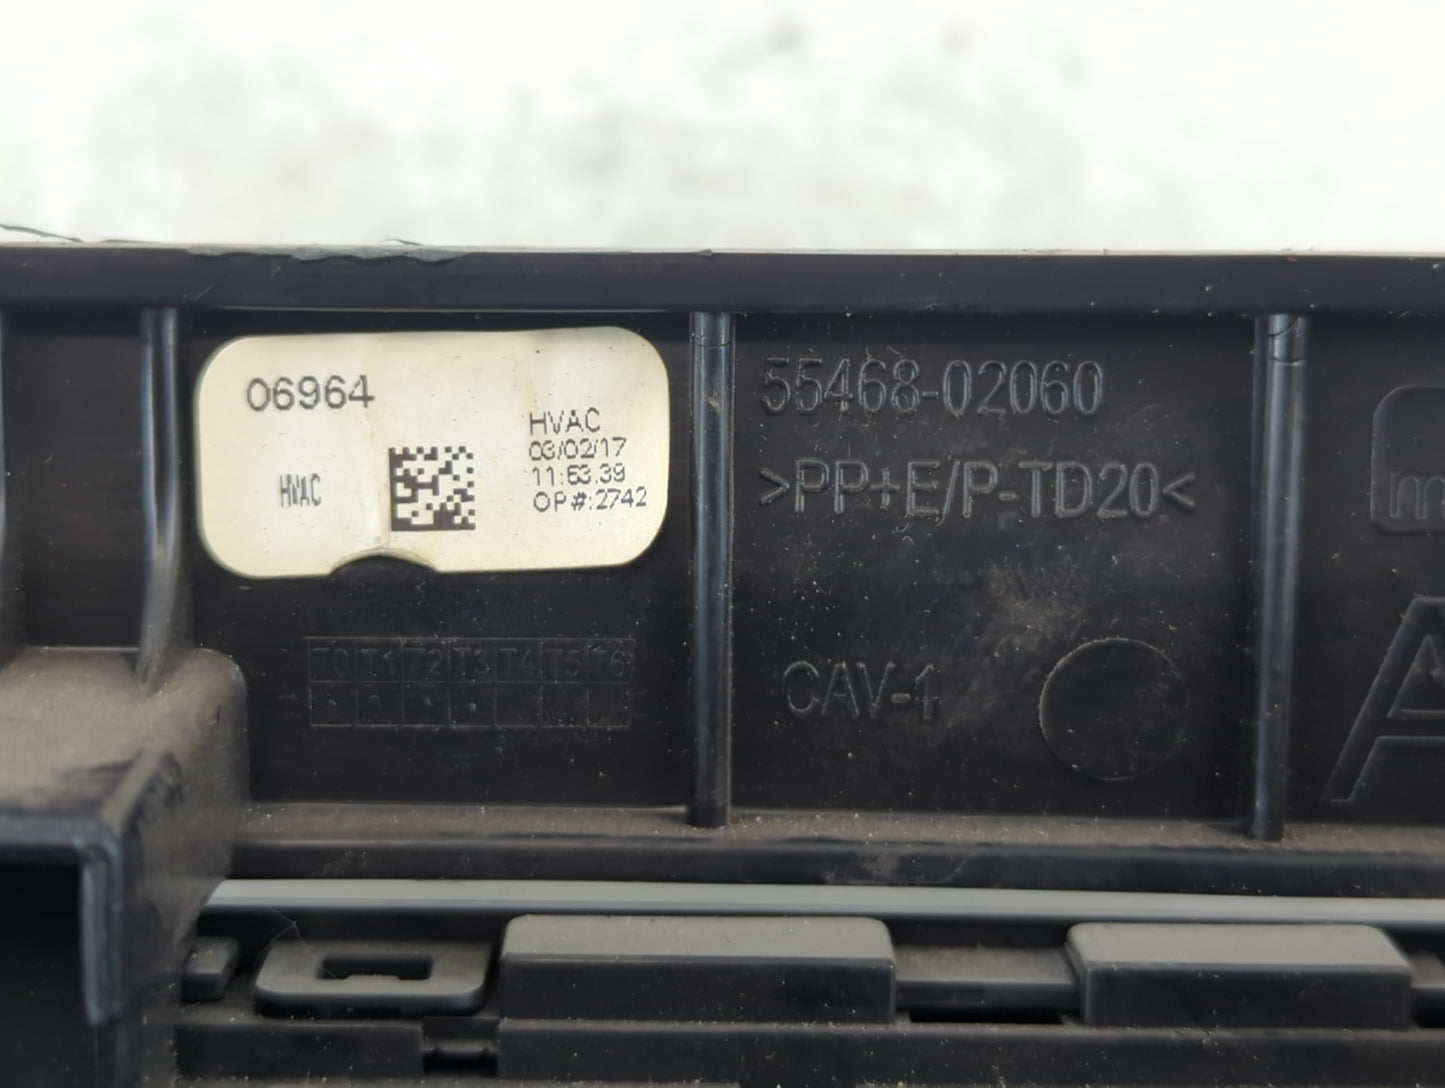 06964
HVAC
HVAC
03/02/17
11:53.39
OP#:2742
T0 T1 T2 T3 T4 T5 T6
55468-02060
>PP+E/P-TD20<
CAV-1
m
A